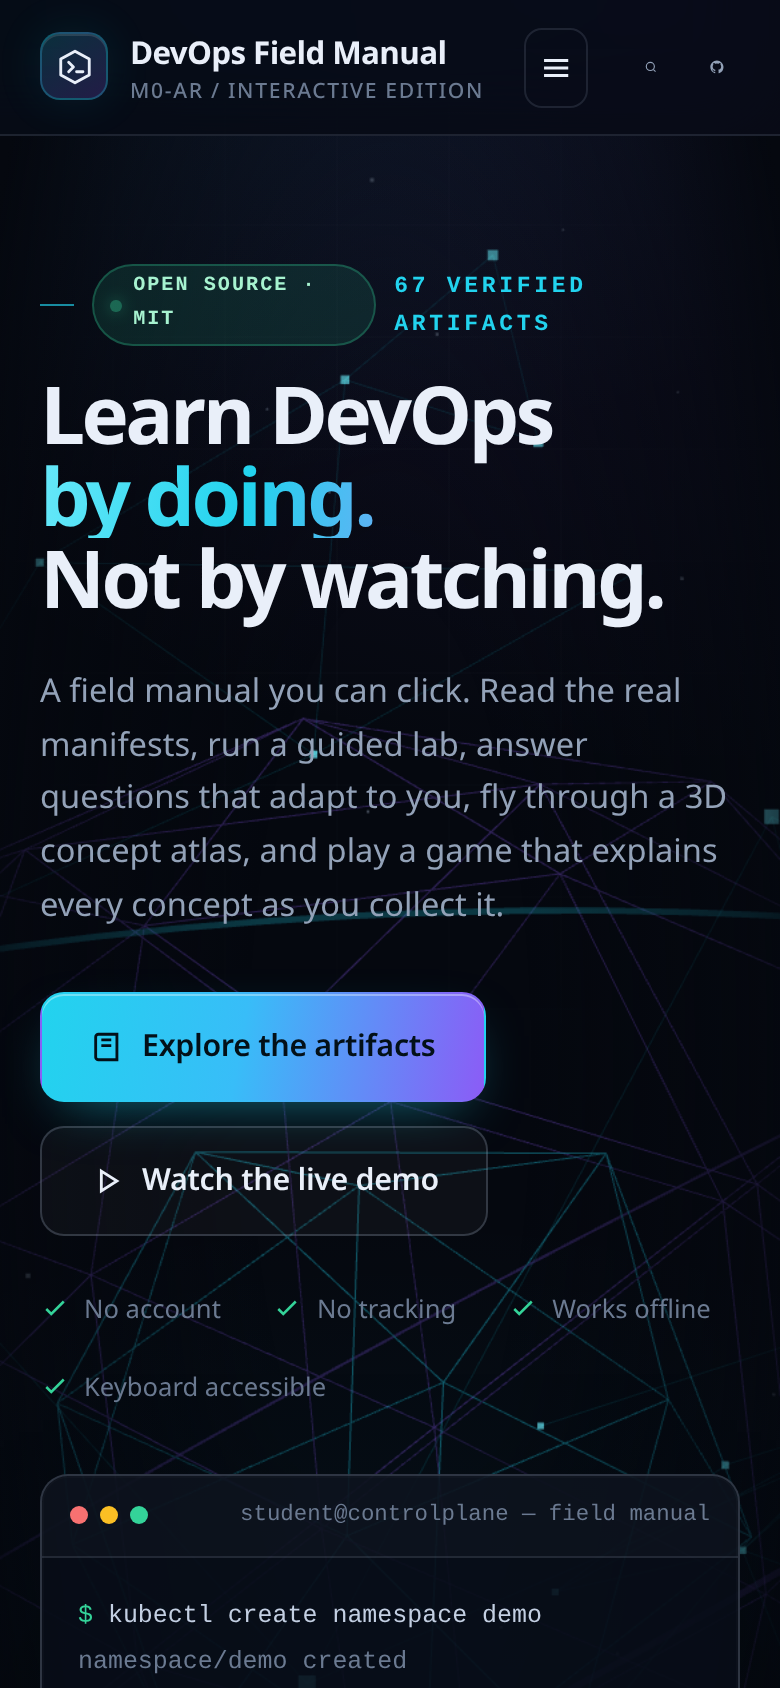 DevOps Field Manual
M0-AR / INTERACTIVE EDITION
OPEN SOURCE ·
MIT
67 VERIFIED
ARTIFACTS
Learn DevOps
by doing.
Not by watching.
A field manual you can click. Read the real
manifests, run a guided lab, answer
questions that adapt to you, fly through a 3D
concept atlas, and play a game that explains
every concept as you collect it.
Explore the artifacts
Watch the live demo
No account
No tracking
Works offline
Keyboard accessible
student@controlplane — field manual
$ kubectl create namespace demo
namespace/demo created